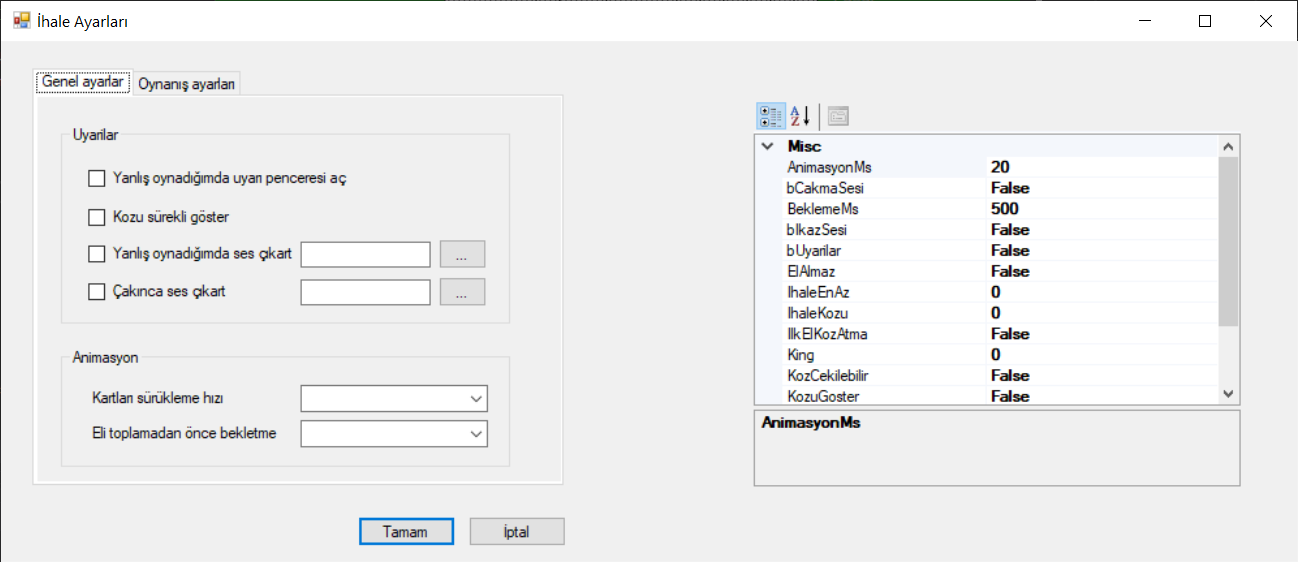 İhale Ayarları
Genel ayarlar
Oynanış ayarları
Uyarilar
Yanlış oynadığımda uyarı penceresi aç
Kozu sürekli göster
Yanlış oynadığımda ses çıkart
...
Çakınca ses çıkart
...
Animasyon
Kartları sürükleme hızı
Eli toplamadan önce bekletme
Tamam
İptal
Misc
AnimasyonMs 20
bCakmaSesi False
BeklemeMs 500
bIkazSesi False
bUyarilar False
ElAlmaz False
IhaleEnAz 0
IhaleKozu 0
IlkElKozAtma False
King 0
KozCekilebilir False
KozuGoster False
AnimasyonMs